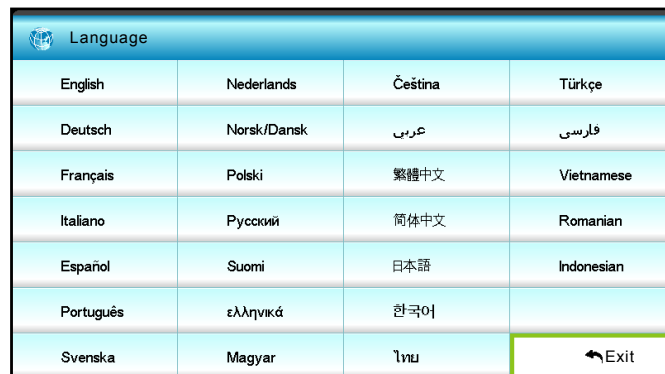 Language
English Nederlands Čeština Türkçe
Deutsch Norsk/Dansk عربي فارسی
Français Polski 繁體中文 Vietnamese
Italiano Русский 简体中文 Romanian
Español Suomi 日本語 Indonesian
Português ελληνικά 한국어
Svenska Magyar ไทย Exit